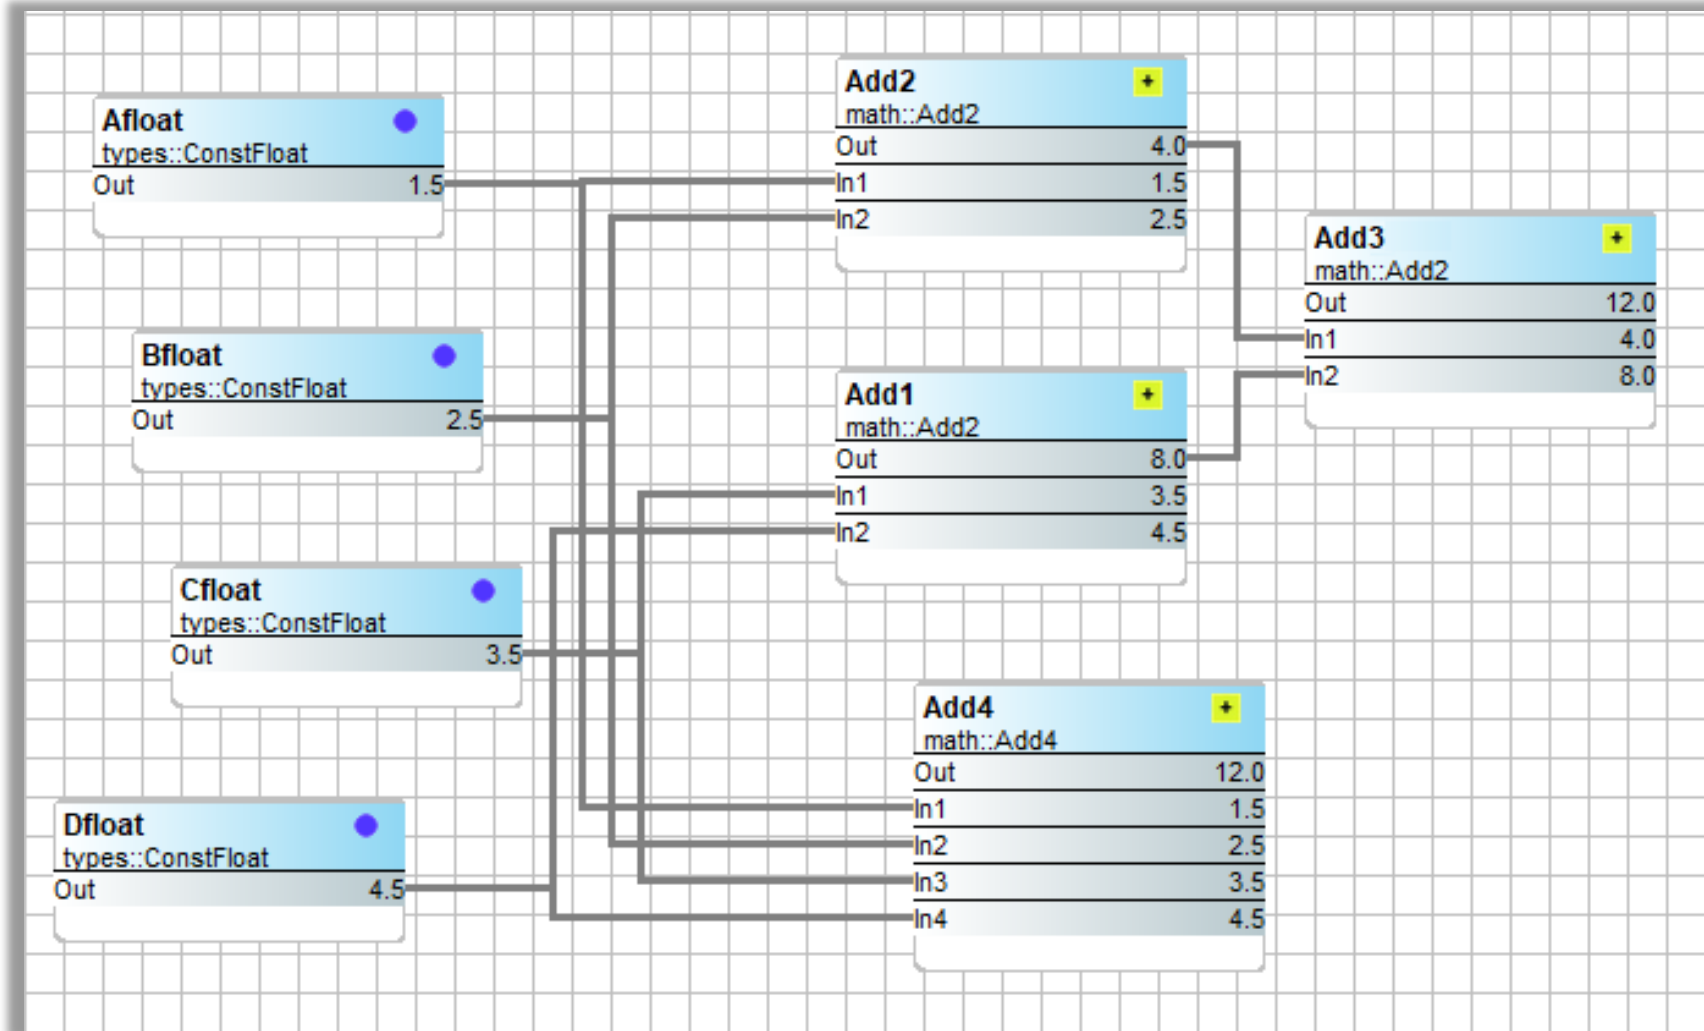 Afloat
types::ConstFloat
Out 1.5
Bfloat
types::ConstFloat
Out 2.5
Cfloat
types::ConstFloat
Out 3.5
Dfloat
types::ConstFloat
Out 4.5
Add2 +
math::Add2
Out 4.0
In1 1.5
In2 2.5
Add1 +
math::Add2
Out 8.0
In1 3.5
In2 4.5
Add4 +
math::Add4
Out 12.0
In1 1.5
In2 2.5
In3 3.5
In4 4.5
Add3 +
math::Add2
Out 12.0
In1 4.0
In2 8.0